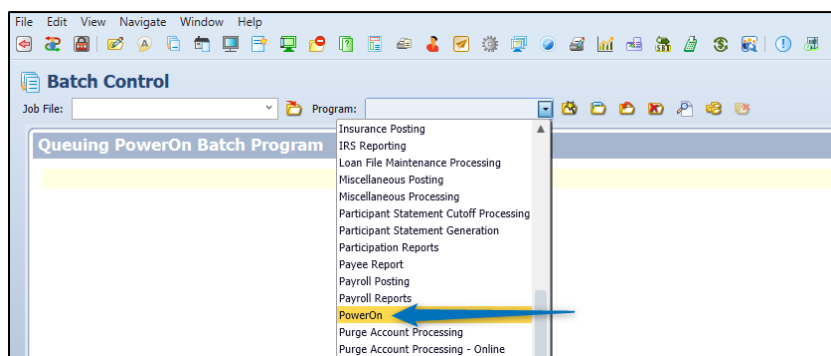 File Edit View Navigate Window Help
Batch Control
Job File: Program:
Queuing PowerOn Batch Program
Insurance Posting
IRS Reporting
Loan File Maintenance Processing
Miscellaneous Posting
Miscellaneous Processing
Participant Statement Cutoff Processing
Participant Statement Generation
Participation Reports
Payee Report
Payroll Posting
Payroll Reports
PowerOn
Purge Account Processing
Purge Account Processing - Online